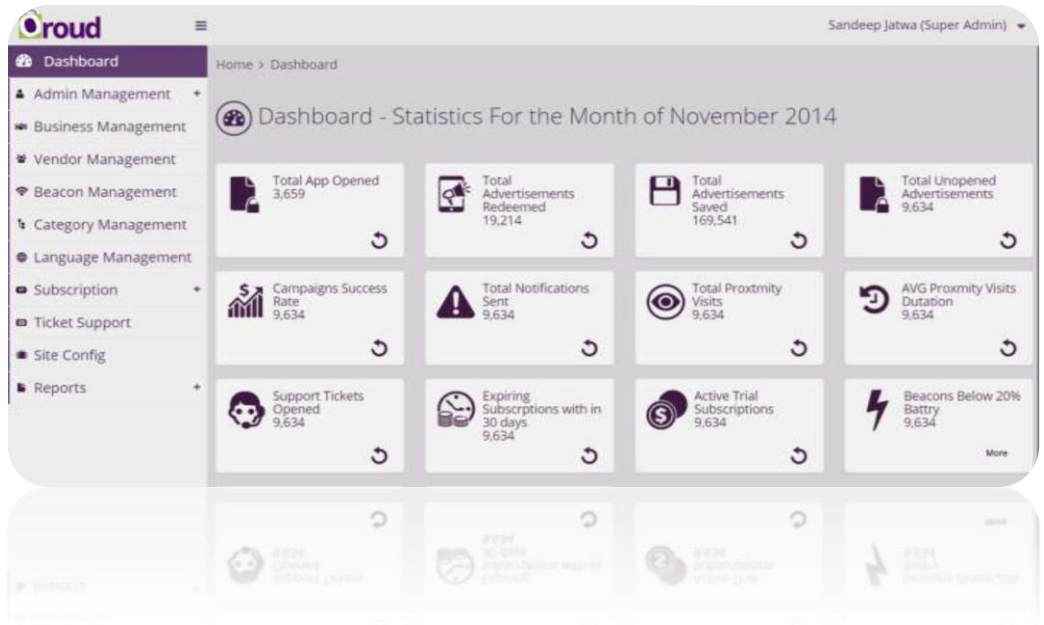 Oroud
Sandeep Jatwa (Super Admin)
Dashboard
Admin Management +
Business Management
Vendor Management
Beacon Management
Category Management
Language Management
Subscription +
Ticket Support
Site Config
Reports +
Home > Dashboard
Dashboard - Statistics For the Month of November 2014
Total App Opened
3,659
Total
Advertisements
Redeemed
19,214
Total
Advertisements
Saved
169,541
Total Unopened
Advertisements
9,634
Campaigns Success
Rate
9,634
Total Notifications
Sent
9,634
Total Proxtmity
Visits
9,634
AVG Proxmity Visits
Dutation
9,634
Support Tickets
Opened
9,634
Expiring
Subscrptions with in
30 days
9,634
Active Trial
Subscriptions
9,634
Beacons Below 20%
Battry
9,634
More